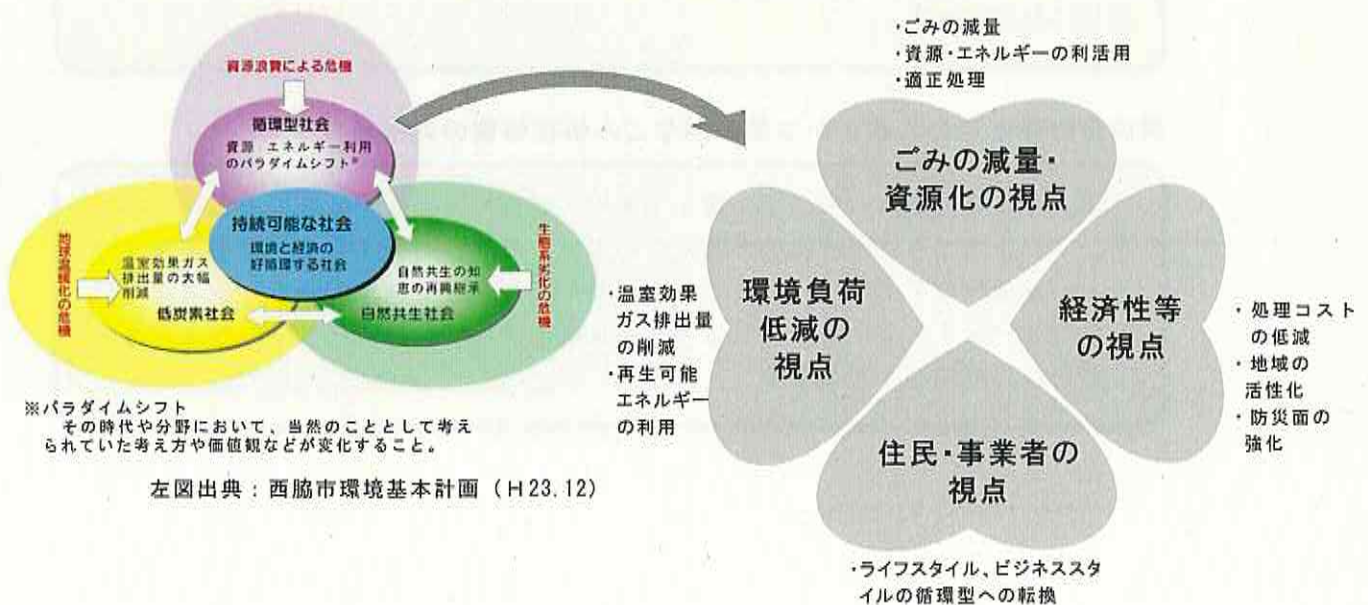 資源浪費による危機
循環型社会
資源 エネルギー利用
のパラダイムシフト※
持続可能な社会
環境と経済の
好循環する社会
地球温暖化の危機
温室効果ガス
排出量の大幅
削減
低炭素社会
自然共生の知
恵の再興継承
自然共生社会
生態系劣化の危機
※パラダイムシフト
その時代や分野において、当然のこととして考え
られていた考え方や価値観などが変化すること。
左図出典：西脇市環境基本計画（H23.12）
・ごみの減量
・資源・エネルギーの利活用
・適正処理
ごみの減量・
資源化の視点
・温室効果
ガス排出量
の削減
・再生可能
エネルギー
の利用
環境負荷
低減の
視点
経済性等
の視点
・処理コスト
の低減
・地域の
活性化
・防災面の
強化
住民・事業者の
視点
・ライフスタイル、ビジネススタ
イルの循環型への転換